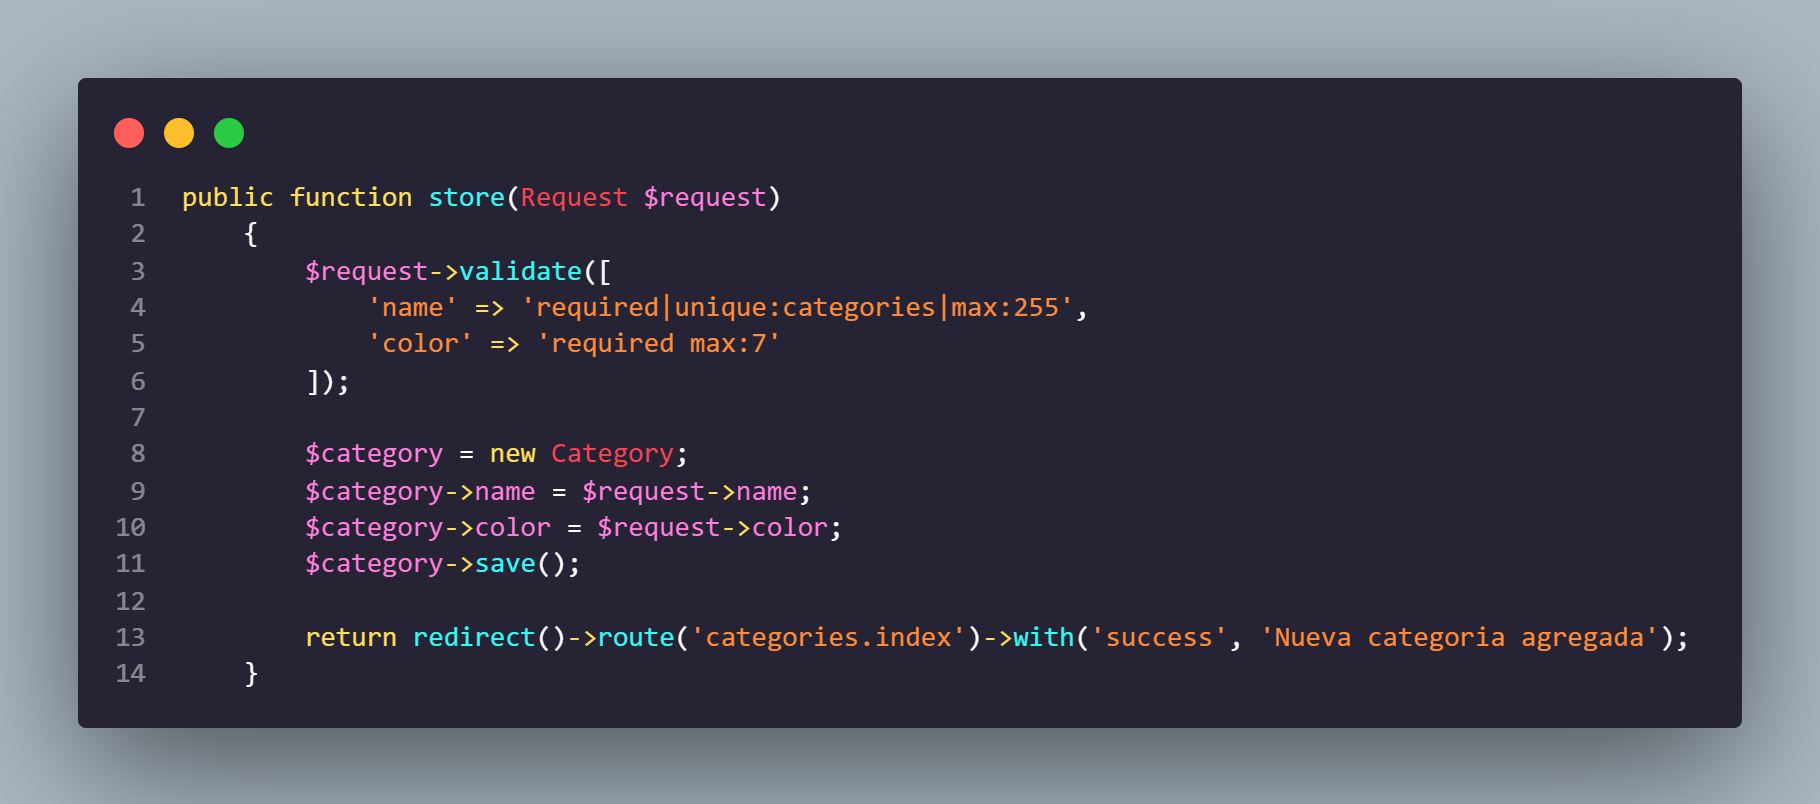 1 public function store(Request $request)
2 {
3 $request->validate([
4 'name' => 'required|unique:categories|max:255',
5 'color' => 'required max:7'
6 ]);
7
8 $category = new Category;
9 $category->name = $request->name;
10 $category->color = $request->color;
11 $category->save();
12
13 return redirect()->route('categories.index')->with('success', 'Nueva categoria agregada');
14 }